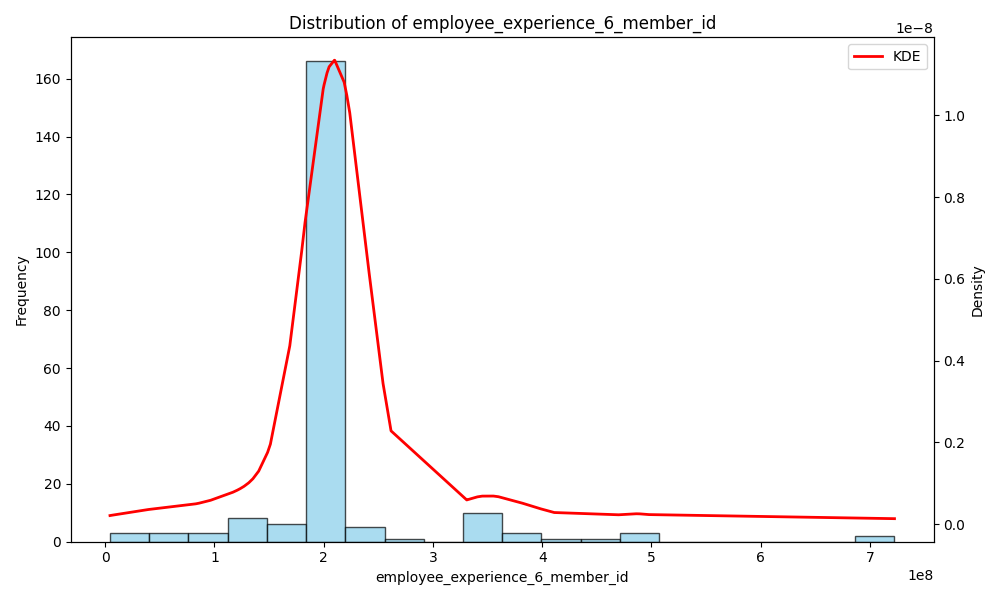 Distribution of employee_experience_6_member_id
1e−8
KDE
Frequency
0
20
40
60
80
100
120
140
160
Density
0.0
0.2
0.4
0.6
0.8
1.0
0 1 2 3 4 5 6 7
1e8
employee_experience_6_member_id